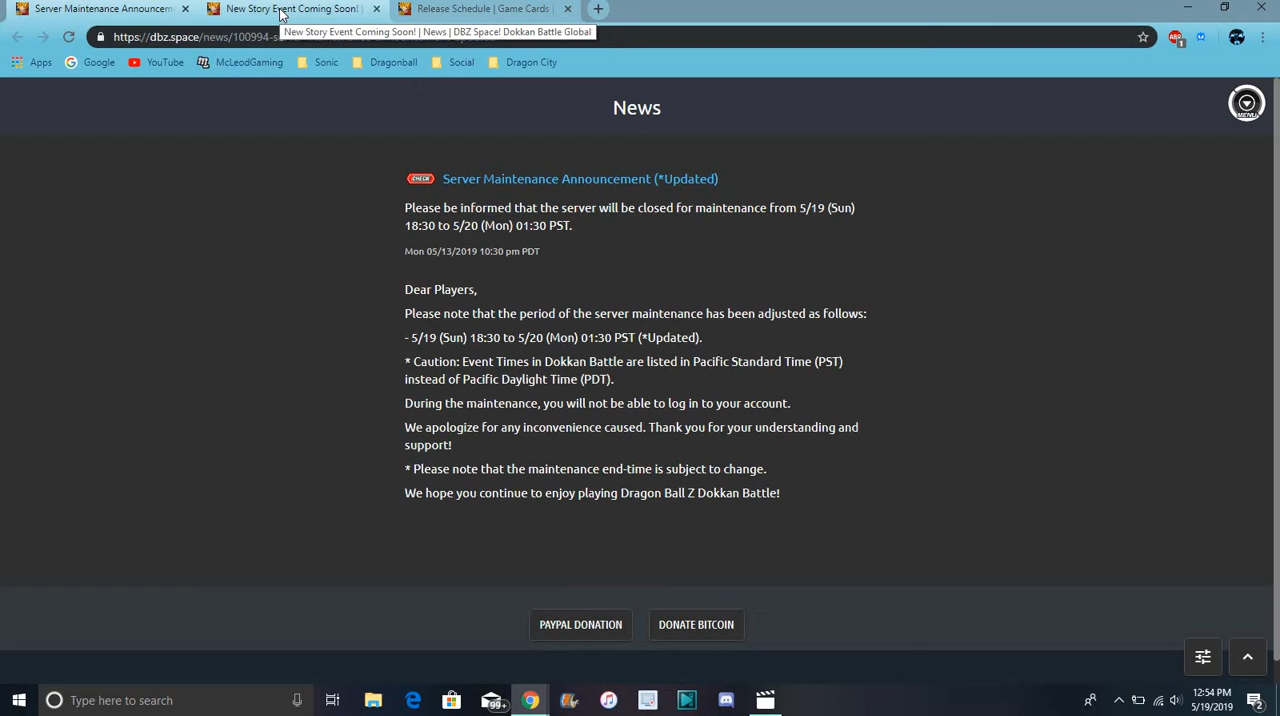 Server Maintenance Announcem
New Story Event Coming Soon! |
Release Schedule | Game Cards |
New Story Event Coming Soon! | News | DBZ Space! Dokkan Battle Global
https://dbz.space/news/100994-se
ABP
1
Apps
Google
YouTube
McLeodGaming
Sonic
Dragonball
Social
Dragon City
News
MENU
CHECK
Server Maintenance Announcement (*Updated)
Please be informed that the server will be closed for maintenance from 5/19 (Sun)
18:30 to 5/20 (Mon) 01:30 PST.
Mon 05/13/2019 10:30 pm PDT
Dear Players,
Please note that the period of the server maintenance has been adjusted as follows:
- 5/19 (Sun) 18:30 to 5/20 (Mon) 01:30 PST (*Updated).
* Caution: Event Times in Dokkan Battle are listed in Pacific Standard Time (PST)
instead of Pacific Daylight Time (PDT).
During the maintenance, you will not be able to log in to your account.
We apologize for any inconvenience caused. Thank you for your understanding and
support!
* Please note that the maintenance end-time is subject to change.
We hope you continue to enjoy playing Dragon Ball Z Dokkan Battle!
PAYPAL DONATION
DONATE BITCOIN
Type here to search
99+
12:54 PM
5/19/2019
2